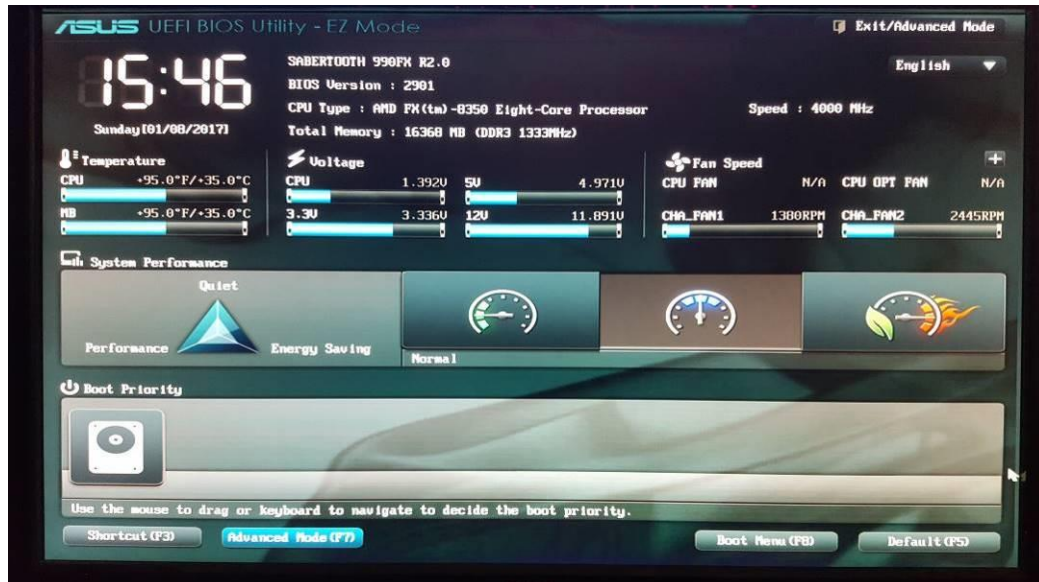 ASUS UEFI BIOS Utility - EZ Mode
Exit/Advanced Mode
15:46
Sunday[01/08/2017]
SABERTOOTH 990FX R2.0
BIOS Version : 2901
CPU Type : AMD FX(tm)-8350 Eight-Core Processor
Speed : 4000 MHz
Total Memory : 16368 MB (DDR3 1333MHz)
English
Temperature
CPU +95.0°F/+35.0°C
MB +95.0°F/+35.0°C
Voltage
CPU 1.392V 5V 4.971V
3.3V 3.336V 12V 11.891V
Fan Speed
CPU FAN N/A CPU OPT FAN N/A
CHA_FAN1 1380RPM CHA_FAN2 2445RPM
System Performance
Quiet
Performance
Energy Saving
Normal
Boot Priority
Use the mouse to drag or keyboard to navigate to decide the boot priority.
Shortcut(F3)
Advanced Mode(F7)
Boot Menu(F8)
Default(F5)